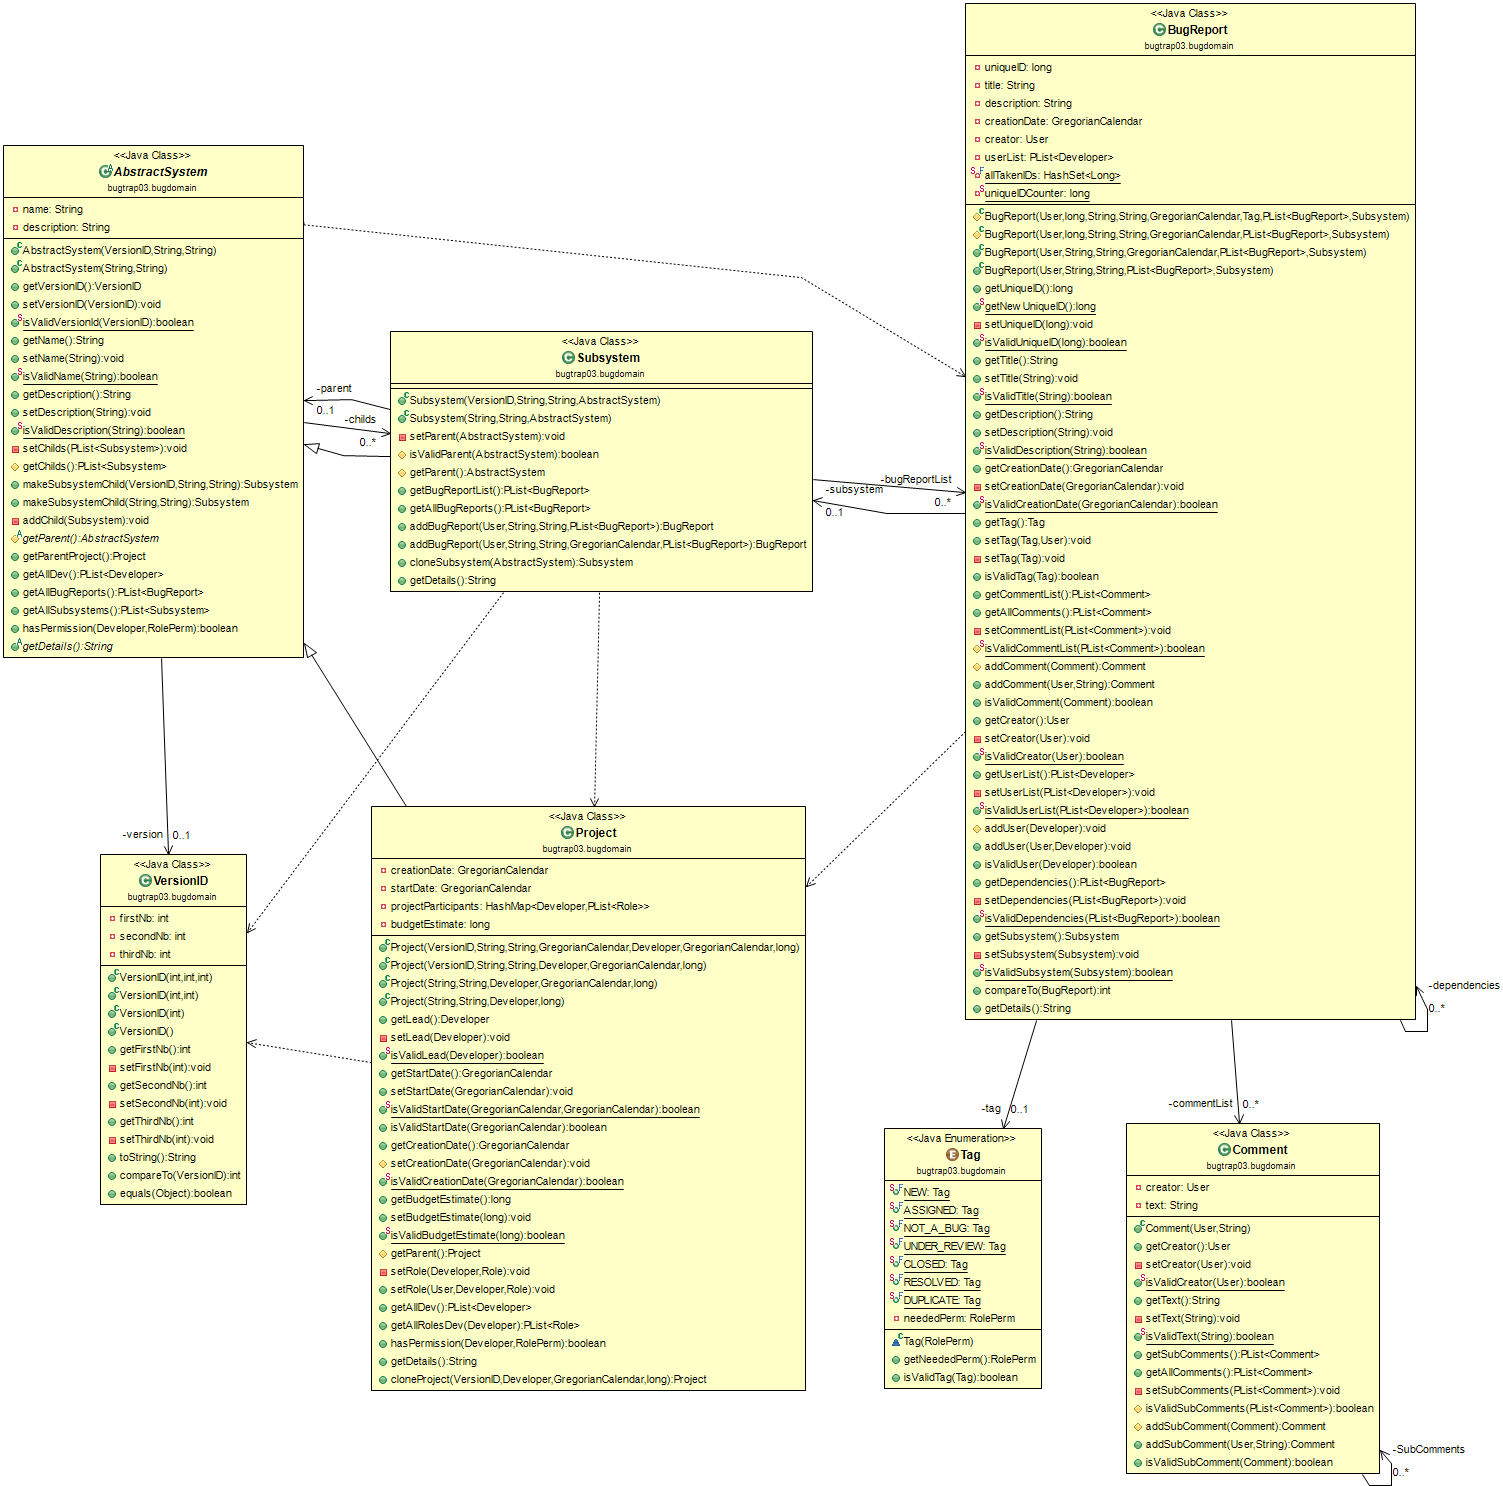 <<Java Class>>
AbstractSystem
bugtrap03.bugdomain
name: String
description: String
AbstractSystem(VersionID,String,String)
AbstractSystem(String,String)
getVersionID():VersionID
setVersionID(VersionID):void
isValidVersionId(VersionID):boolean
getName():String
setName(String):void
isValidName(String):boolean
getDescription():String
setDescription(String):void
isValidDescription(String):boolean
setChilds(PList<Subsystem>):void
getChilds():PList<Subsystem>
makeSubsystemChild(VersionID,String,String):Subsystem
makeSubsystemChild(String,String):Subsystem
addChild(Subsystem):void
getParent():AbstractSystem
getParentProject():Project
getAllDev():PList<Developer>
getAllBugReports():PList<BugReport>
getAllSubsystems():PList<Subsystem>
hasPermission(Developer,RolePerm):boolean
getDetails():String
-parent
0..1
-childs
0..*
<<Java Class>>
Subsystem
bugtrap03.bugdomain
Subsystem(VersionID,String,String,AbstractSystem)
Subsystem(String,String,AbstractSystem)
setParent(AbstractSystem):void
isValidParent(AbstractSystem):boolean
getParent():AbstractSystem
getBugReportList():PList<BugReport>
getAllBugReports():PList<BugReport>
addBugReport(User,String,String,PList<BugReport>):BugReport
addBugReport(User,String,String,GregorianCalendar,PList<BugReport>):BugReport
cloneSubsystem(AbstractSystem):Subsystem
getDetails():String
-bugReportList
0..*
-subsystem
0..1
<<Java Class>>
BugReport
bugtrap03.bugdomain
uniqueID: long
title: String
description: String
creationDate: GregorianCalendar
creator: User
userList: PList<Developer>
allTakenIDs: HashSet<Long>
uniqueIDCounter: long
BugReport(User,long,String,String,GregorianCalendar,Tag,PList<BugReport>,Subsystem)
BugReport(User,long,String,String,GregorianCalendar,PList<BugReport>,Subsystem)
BugReport(User,String,String,GregorianCalendar,PList<BugReport>,Subsystem)
BugReport(User,String,String,PList<BugReport>,Subsystem)
getUniqueID():long
getNewUniqueID():long
setUniqueID(long):void
isValidUniqueID(long):boolean
getTitle():String
setTitle(String):void
isValidTitle(String):boolean
getDescription():String
setDescription(String):void
isValidDescription(String):boolean
getCreationDate():GregorianCalendar
setCreationDate(GregorianCalendar):void
isValidCreationDate(GregorianCalendar):boolean
getTag():Tag
setTag(Tag,User):void
setTag(Tag):void
isValidTag(Tag):boolean
getCommentList():PList<Comment>
getAllComments():PList<Comment>
setCommentList(PList<Comment>):void
isValidCommentList(PList<Comment>):boolean
addComment(Comment):Comment
addComment(User,String):Comment
isValidComment(Comment):boolean
getCreator():User
setCreator(User):void
isValidCreator(User):boolean
getUserList():PList<Developer>
setUserList(PList<Developer>):void
isValidUserList(PList<Developer>):boolean
addUser(Developer):void
addUser(User,Developer):void
isValidUser(Developer):boolean
getDependencies():PList<BugReport>
setDependencies(PList<BugReport>):void
isValidDependencies(PList<BugReport>):boolean
getSubsystem():Subsystem
setSubsystem(Subsystem):void
isValidSubsystem(Subsystem):boolean
compareTo(BugReport):int
getDetails():String
-dependencies
0..*
-version
0..1
<<Java Class>>
VersionID
bugtrap03.bugdomain
firstNb: int
secondNb: int
thirdNb: int
VersionID(int,int,int)
VersionID(int,int)
VersionID(int)
VersionID()
getFirstNb():int
setFirstNb(int):void
getSecondNb():int
setSecondNb(int):void
getThirdNb():int
setThirdNb(int):void
toString():String
compareTo(VersionID):int
equals(Object):boolean
<<Java Class>>
Project
bugtrap03.bugdomain
creationDate: GregorianCalendar
startDate: GregorianCalendar
projectParticipants: HashMap<Developer,PList<Role>>
budgetEstimate: long
Project(VersionID,String,String,GregorianCalendar,Developer,GregorianCalendar,long)
Project(VersionID,String,String,Developer,GregorianCalendar,long)
Project(String,String,Developer,GregorianCalendar,long)
Project(String,String,Developer,long)
getLead():Developer
setLead(Developer):void
isValidLead(Developer):boolean
getStartDate():GregorianCalendar
setStartDate(GregorianCalendar):void
isValidStartDate(GregorianCalendar,GregorianCalendar):boolean
isValidStartDate(GregorianCalendar):boolean
getCreationDate():GregorianCalendar
setCreationDate(GregorianCalendar):void
isValidCreationDate(GregorianCalendar):boolean
getBudgetEstimate():long
setBudgetEstimate(long):void
isValidBudgetEstimate(long):boolean
getParent():Project
setRole(Developer,Role):void
setRole(User,Developer,Role):void
getAllDev():PList<Developer>
getAllRolesDev(Developer):PList<Role>
hasPermission(Developer,RolePerm):boolean
getDetails():String
cloneProject(VersionID,Developer,GregorianCalendar,long):Project
-tag
0..1
<<Java Enumeration>>
Tag
bugtrap03.bugdomain
NEW: Tag
ASSIGNED: Tag
NOT_A_BUG: Tag
UNDER_REVIEW: Tag
CLOSED: Tag
RESOLVED: Tag
DUPLICATE: Tag
neededPerm: RolePerm
Tag(RolePerm)
getNeededPerm():RolePerm
isValidTag(Tag):boolean
-commentList
0..*
<<Java Class>>
Comment
bugtrap03.bugdomain
creator: User
text: String
Comment(User,String)
getCreator():User
setCreator(User):void
isValidCreator(User):boolean
getText():String
setText(String):void
isValidText(String):boolean
getSubComments():PList<Comment>
getAllComments():PList<Comment>
setSubComments(PList<Comment>):void
isValidSubComments(PList<Comment>):boolean
addSubComment(Comment):Comment
addSubComment(User,String):Comment
isValidSubComment(Comment):boolean
-SubComments
0..*